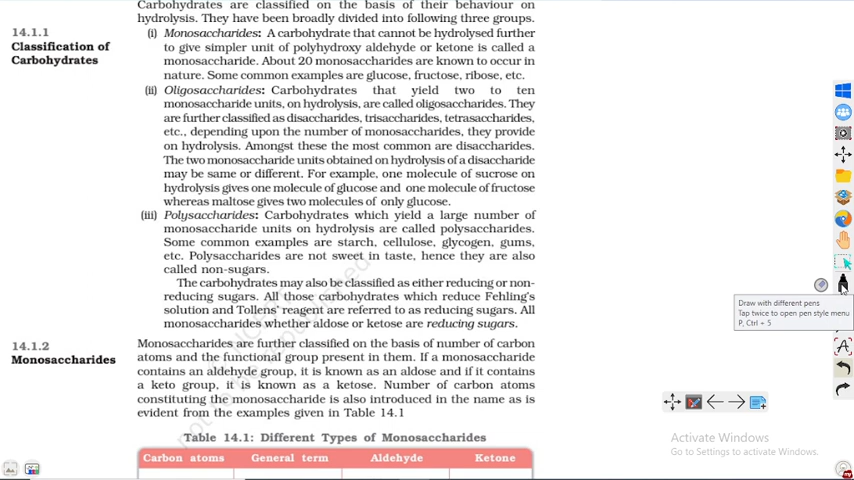 Carbohydrates are classified on the basis of their behaviour on
hydrolysis. They have been broadly divided into following three groups.
14.1.1
Classification of
Carbohydrates
(i) Monosaccharides: A carbohydrate that cannot be hydrolysed further
to give simpler unit of polyhydroxy aldehyde or ketone is called a
monosaccharide. About 20 monosaccharides are known to occur in
nature. Some common examples are glucose, fructose, ribose, etc.
(ii) Oligosaccharides: Carbohydrates that yield two to ten
monosaccharide units, on hydrolysis, are called oligosaccharides. They
are further classified as disaccharides, trisaccharides, tetrasaccharides,
etc., depending upon the number of monosaccharides, they provide
on hydrolysis. Amongst these the most common are disaccharides.
The two monosaccharide units obtained on hydrolysis of a disaccharide
may be same or different. For example, one molecule of sucrose on
hydrolysis gives one molecule of glucose and one molecule of fructose
whereas maltose gives two molecules of only glucose.
(iii) Polysaccharides: Carbohydrates which yield a large number of
monosaccharide units on hydrolysis are called polysaccharides.
Some common examples are starch, cellulose, glycogen, gums,
etc. Polysaccharides are not sweet in taste, hence they are also
called non-sugars.
The carbohydrates may also be classified as either reducing or non-
reducing sugars. All those carbohydrates which reduce Fehling's
solution and Tollens' reagent are referred to as reducing sugars. All
monosaccharides whether aldose or ketose are reducing sugars.
14.1.2
Monosaccharides
Monosaccharides are further classified on the basis of number of carbon
atoms and the functional group present in them. If a monosaccharide
contains an aldehyde group, it is known as an aldose and if it contains
a keto group, it is known as a ketose. Number of carbon atoms
constituting the monosaccharide is also introduced in the name as is
evident from the examples given in Table 14.1
Table 14.1: Different Types of Monosaccharides
Carbon atoms General term Aldehyde Ketone
Draw with different pens
Tap twice to open pen style menu
P, Ctrl + 5
A
Activate Windows
Go to Settings to activate Windows.